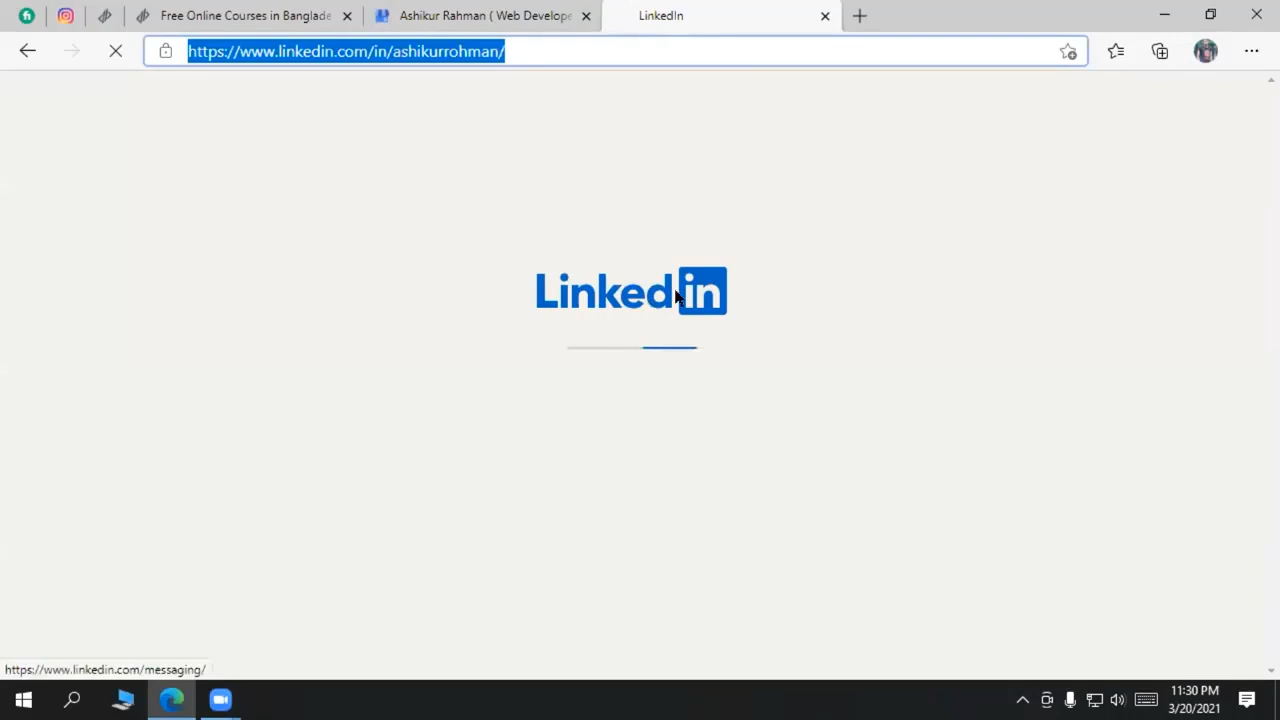 Free Online Courses in Banglade
Ashikur Rahman ( Web Develope
LinkedIn
https://www.linkedin.com/in/ashikurrohman/
Linkedin
https://www.linkedin.com/messaging/
11:30 PM
3/20/2021